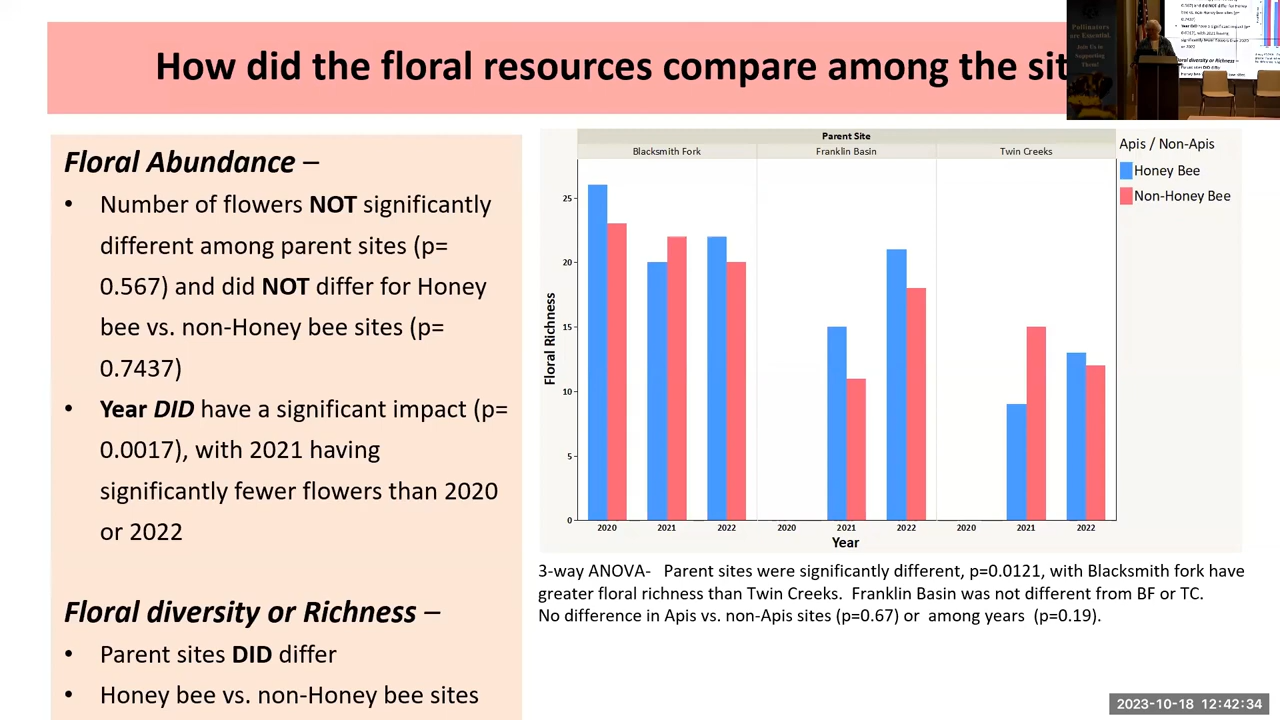 How did the floral resources compare among the sit
Floral Abundance –
• Number of flowers NOT significantly
different among parent sites (p=
0.567) and did NOT differ for Honey
bee vs. non-Honey bee sites (p=
0.7437)
• Year DID have a significant impact (p=
0.0017), with 2021 having
significantly fewer flowers than 2020
or 2022
Floral diversity or Richness –
• Parent sites DID differ
• Honey bee vs. non-Honey bee sites
Parent Site
Blacksmith Fork Franklin Basin Twin Creeks
Floral Richness
25
20
15
10
5
0
2020 2021 2022 2020 2021 2022 2020 2021 2022
Year
Apis / Non-Apis
Honey Bee
Non-Honey Bee
3-way ANOVA- Parent sites were significantly different, p=0.0121, with Blacksmith fork have
greater floral richness than Twin Creeks. Franklin Basin was not different from BF or TC.
No difference in Apis vs. non-Apis sites (p=0.67) or among years (p=0.19).
Pollinators
are Essential
Join Us in
Supporting
Them!
2023-10-18 12:42:34